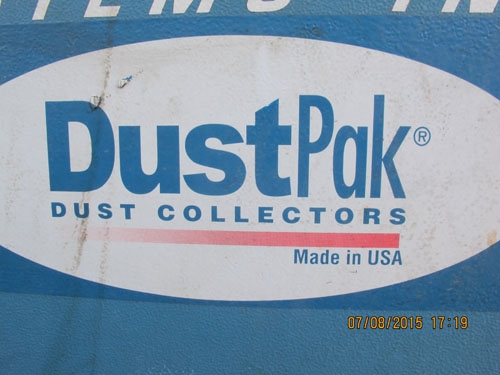 DustPak®
DUST COLLECTORS
Made in USA
07/08/2015 17:19